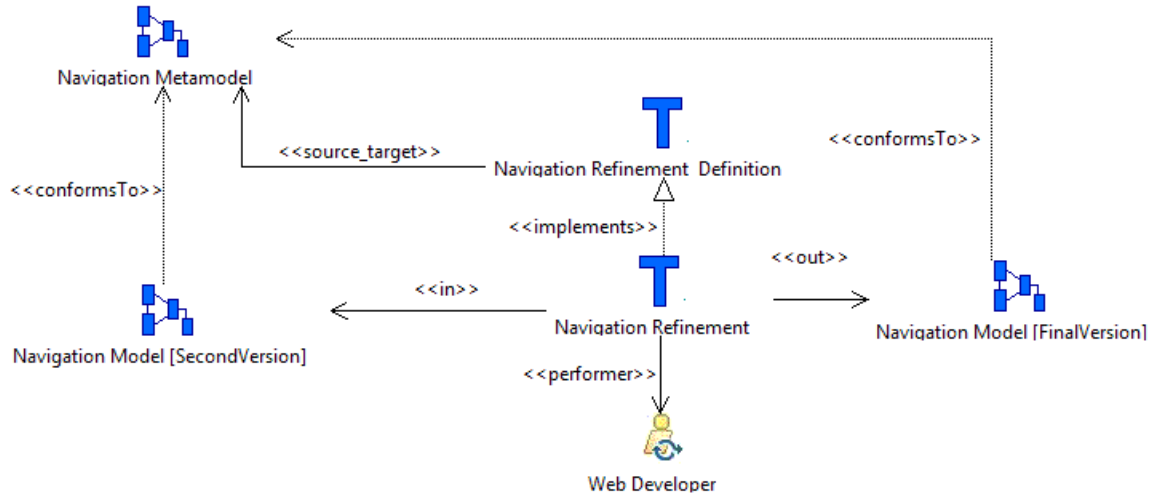 Navigation Metamodel
<<conformsTo>>
<<source_target>>
Navigation Refinement Definition
<<conformsTo>>
<<implements>>
<<out>>
<<in>>
Navigation Refinement
Navigation Model [FinalVersion]
Navigation Model [SecondVersion]
<<performer>>
Web Developer